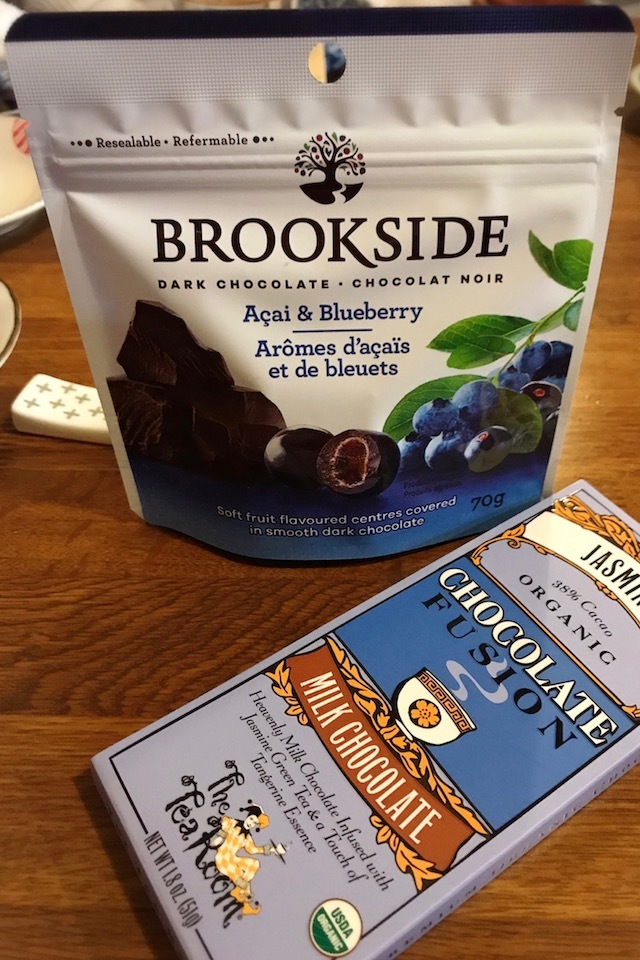 Resealable • Refermable
BROOKSIDE
DARK CHOCOLATE · CHOCOLAT NOIR
Açai & Blueberry
Arômes d'açaïs
et de bleuets
Soft fruit flavoured centres covered
in smooth dark chocolate
70g
38% Cacao
ORGANIC
CHOCOLATE
FUSION
MILK CHOCOLATE
Heavenly Milk Chocolate Infused with
Jasmine Green Tea & a Touch of
Tangerine Essence
The
Tea Room
NET WT 1.8 OZ (51g)
USDA
ORGANIC